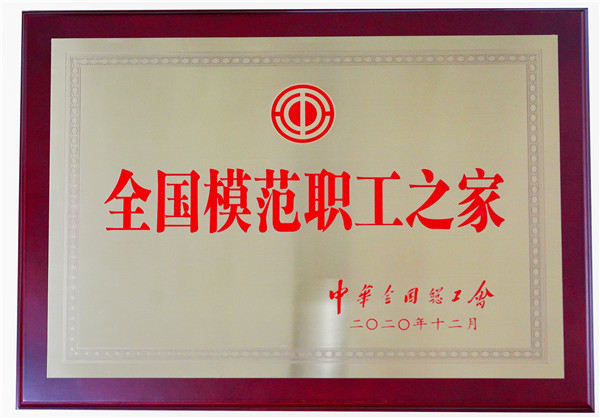 全国模范职工之家
中华全国总工会
二〇二〇年十二月